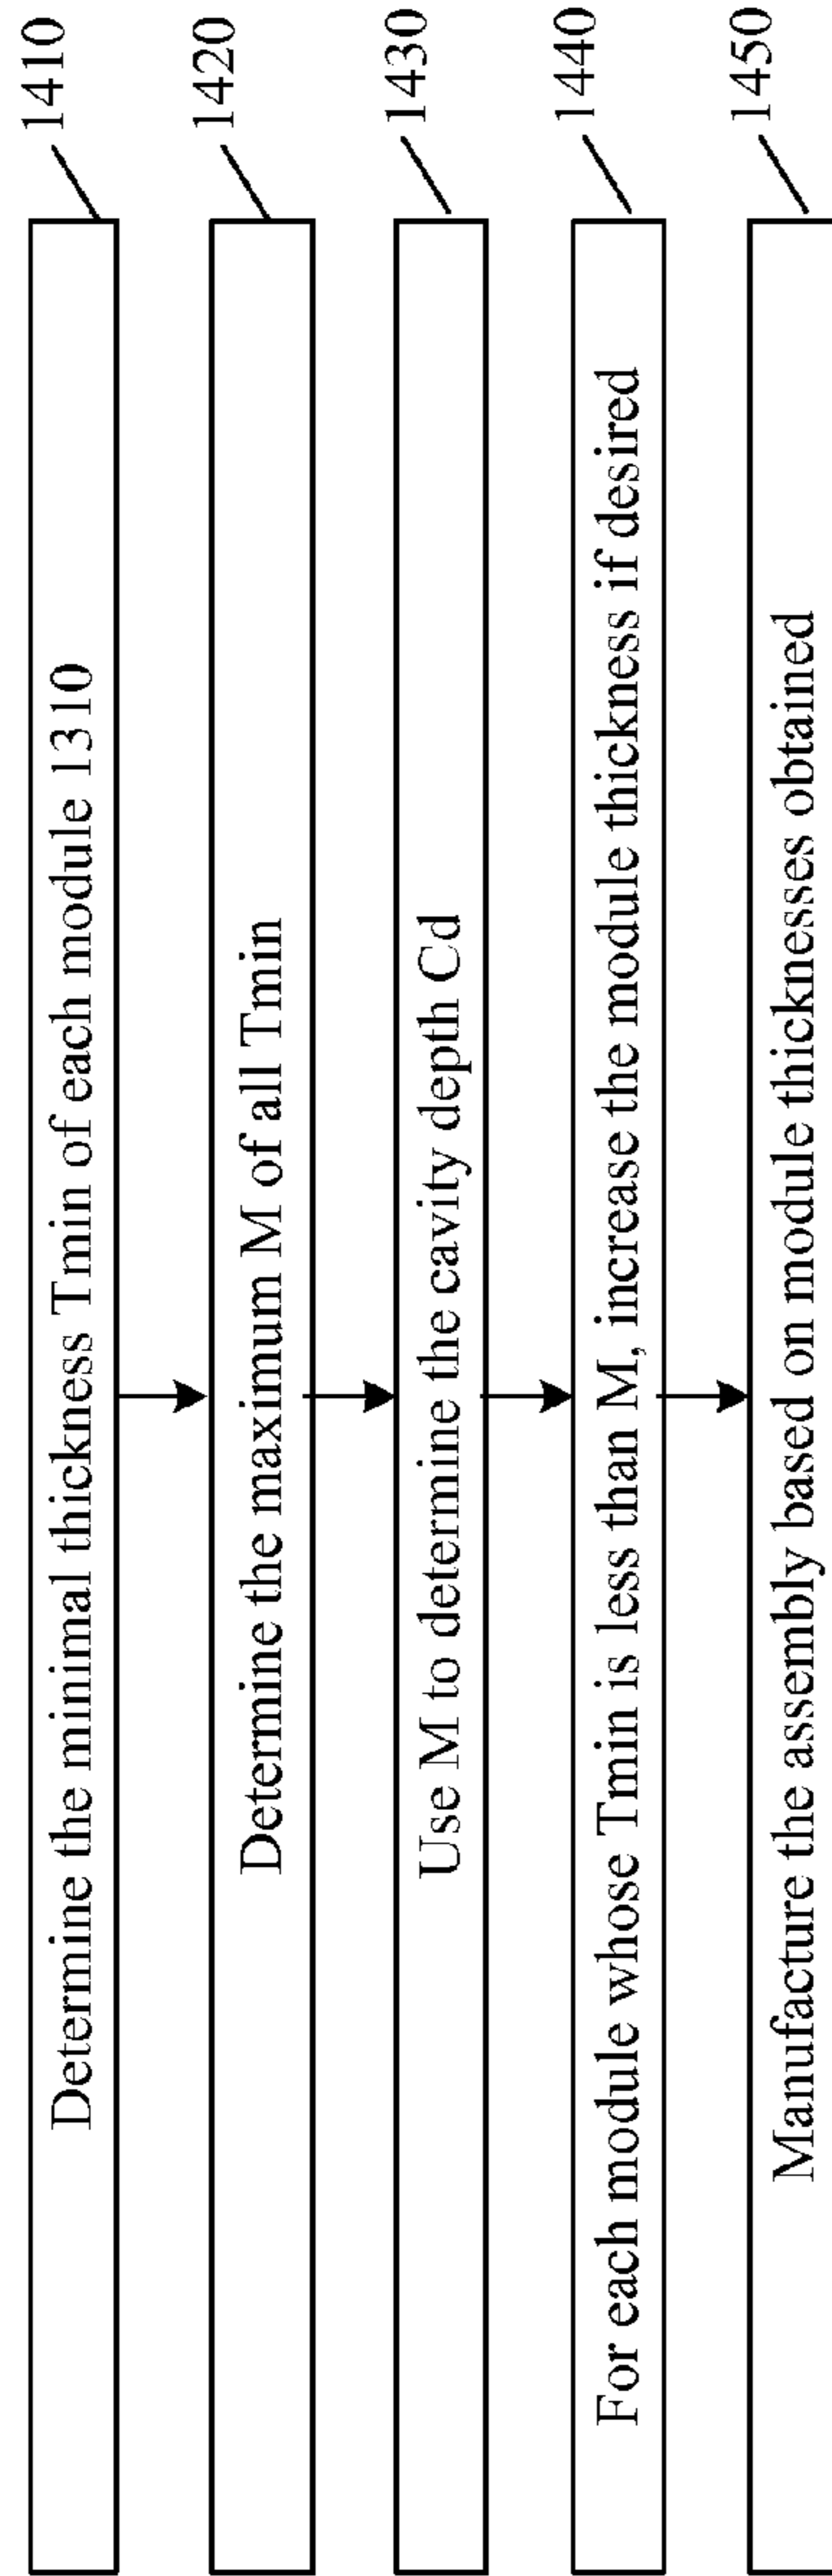 Determine the minimal thickness Tmin of each module 1310
1410
Determine the maximum M of all Tmin
1420
Use M to determine the cavity depth Cd
1430
For each module whose Tmin is less than M, increase the module thickness if desired
1440
Manufacture the assembly based on module thicknesses obtained
1450